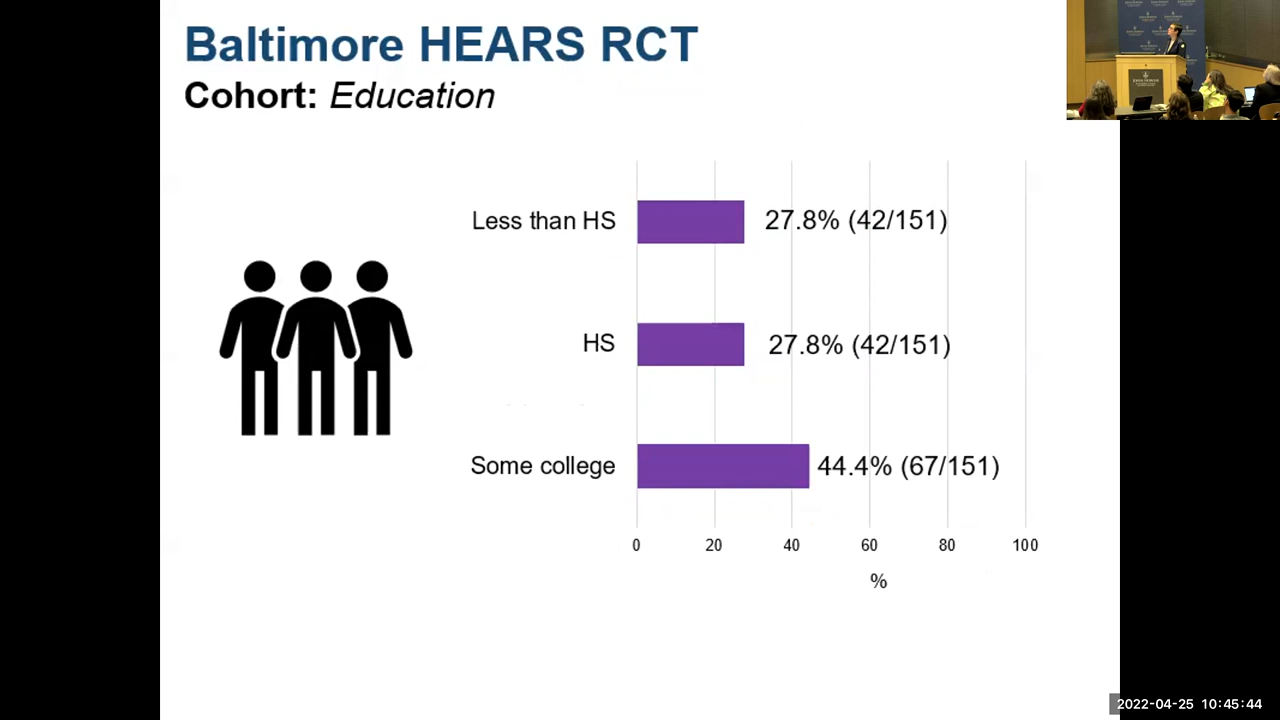 Baltimore HEARS RCT
Cohort: Education
Less than HS
27.8% (42/151)
HS
27.8% (42/151)
Some college
44.4% (67/151)
0 20 40 60 80 100
%
2022-04-25 10:45:44